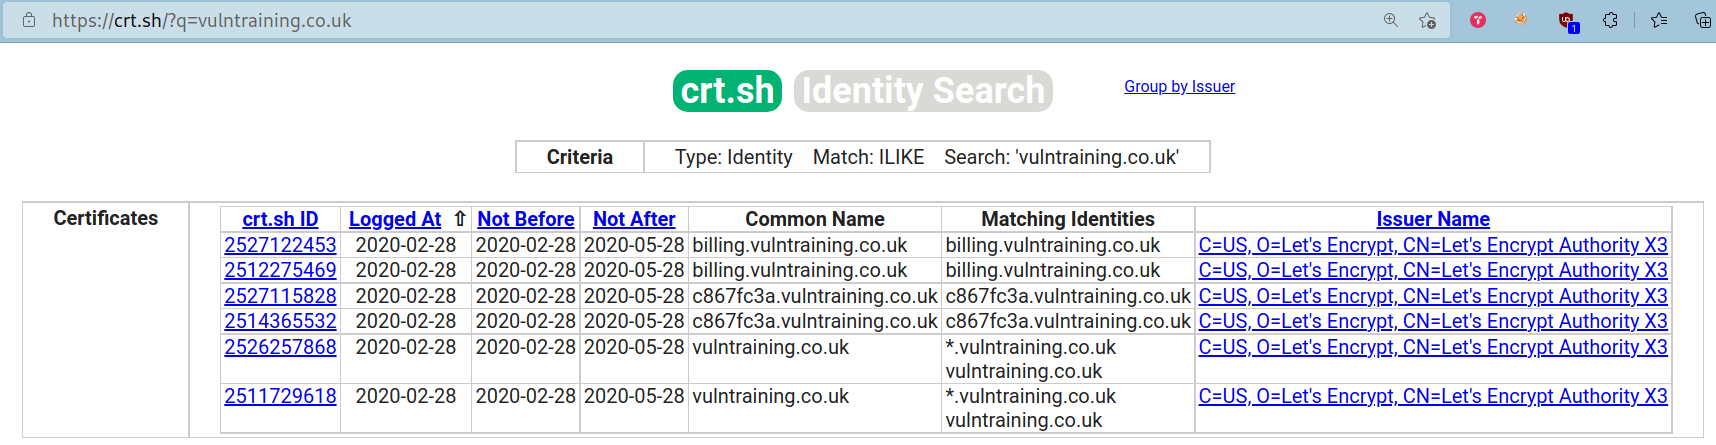 https://crt.sh/?q=vulntraining.co.uk
1
crt.sh Identity Search Group by Issuer
Criteria Type: Identity Match: ILIKE Search: 'vulntraining.co.uk'
Certificates crt.sh ID Logged At ⇧ Not Before Not After Common Name Matching Identities Issuer Name
2527122453 2020-02-28 2020-02-28 2020-05-28 billing.vulntraining.co.uk billing.vulntraining.co.uk C=US, O=Let's Encrypt, CN=Let's Encrypt Authority X3
2512275469 2020-02-28 2020-02-28 2020-05-28 billing.vulntraining.co.uk billing.vulntraining.co.uk C=US, O=Let's Encrypt, CN=Let's Encrypt Authority X3
2527115828 2020-02-28 2020-02-28 2020-05-28 c867fc3a.vulntraining.co.uk c867fc3a.vulntraining.co.uk C=US, O=Let's Encrypt, CN=Let's Encrypt Authority X3
2514365532 2020-02-28 2020-02-28 2020-05-28 c867fc3a.vulntraining.co.uk c867fc3a.vulntraining.co.uk C=US, O=Let's Encrypt, CN=Let's Encrypt Authority X3
2526257868 2020-02-28 2020-02-28 2020-05-28 vulntraining.co.uk *.vulntraining.co.uk C=US, O=Let's Encrypt, CN=Let's Encrypt Authority X3
vulntraining.co.uk
2511729618 2020-02-28 2020-02-28 2020-05-28 vulntraining.co.uk *.vulntraining.co.uk C=US, O=Let's Encrypt, CN=Let's Encrypt Authority X3
vulntraining.co.uk